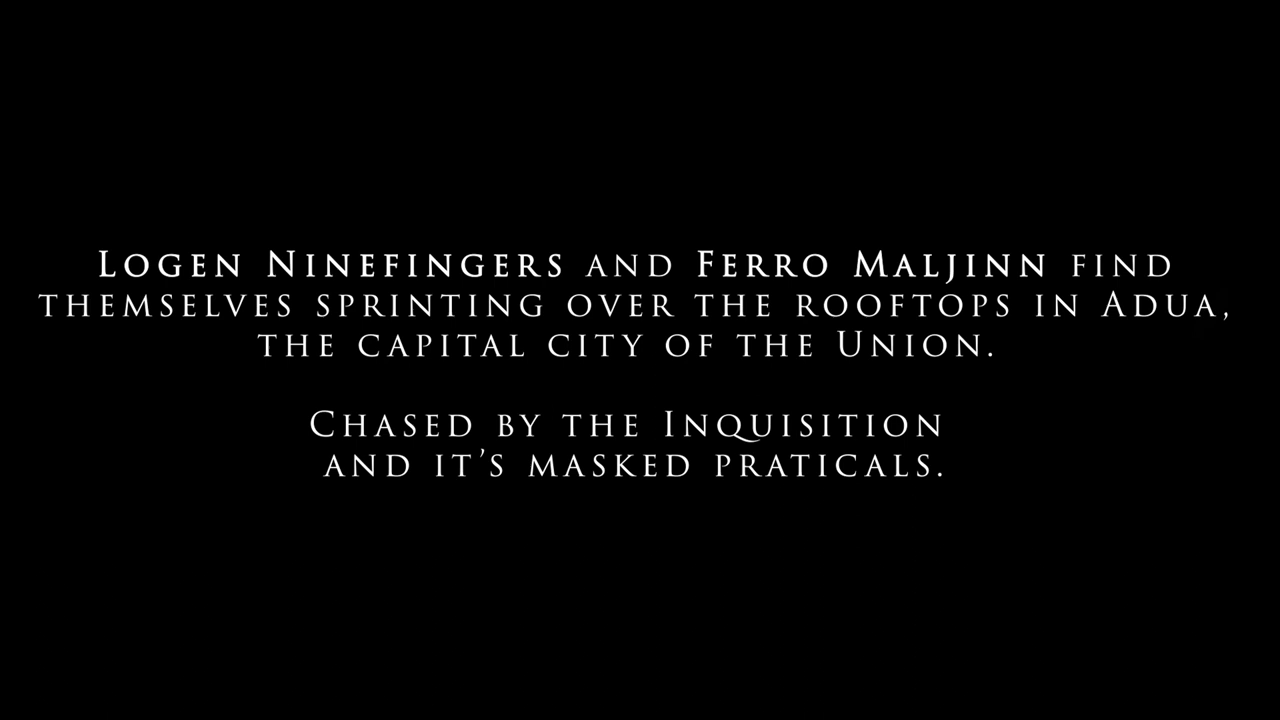 Logen Ninefingers and Ferro Maljinn find
themselves sprinting over the rooftops in Adua,
the capital city of the Union.
Chased by the Inquisition
and it's masked praticals.